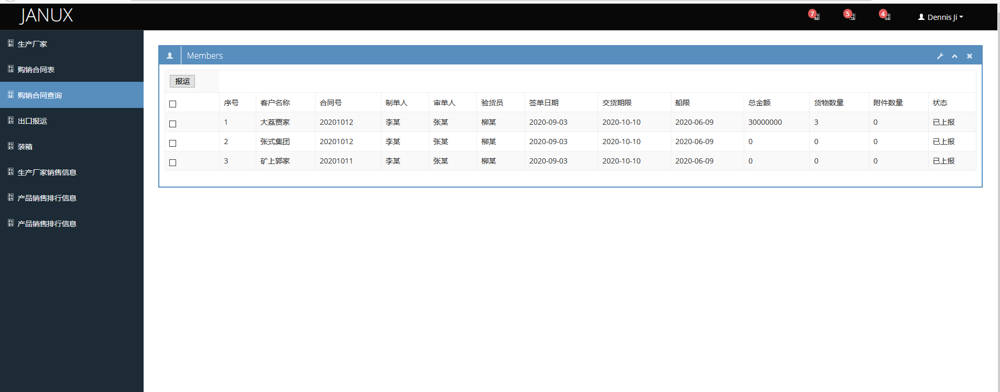 JANUX
7 5 4 Dennis Ji
生产厂家
购销合同表
购销合同查询
出口报运
装箱
生产厂家销售信息
产品销售排行信息
产品销售排行信息
Members
报运
序号 客户名称 合同号 制单人 审单人 验货员 签单日期 交货期限 船限 总金额 货物数量 附件数量 状态
1 大荔贾家 20201012 李某 张某 柳某 2020-09-03 2020-10-10 2020-06-09 30000000 3 0 已上报
2 张式集团 20201012 李某 张某 柳某 2020-09-03 2020-10-10 2020-06-09 0 0 0 已上报
3 矿上郭家 20201011 李某 张某 柳某 2020-09-03 2020-10-10 2020-06-09 0 0 0 已上报